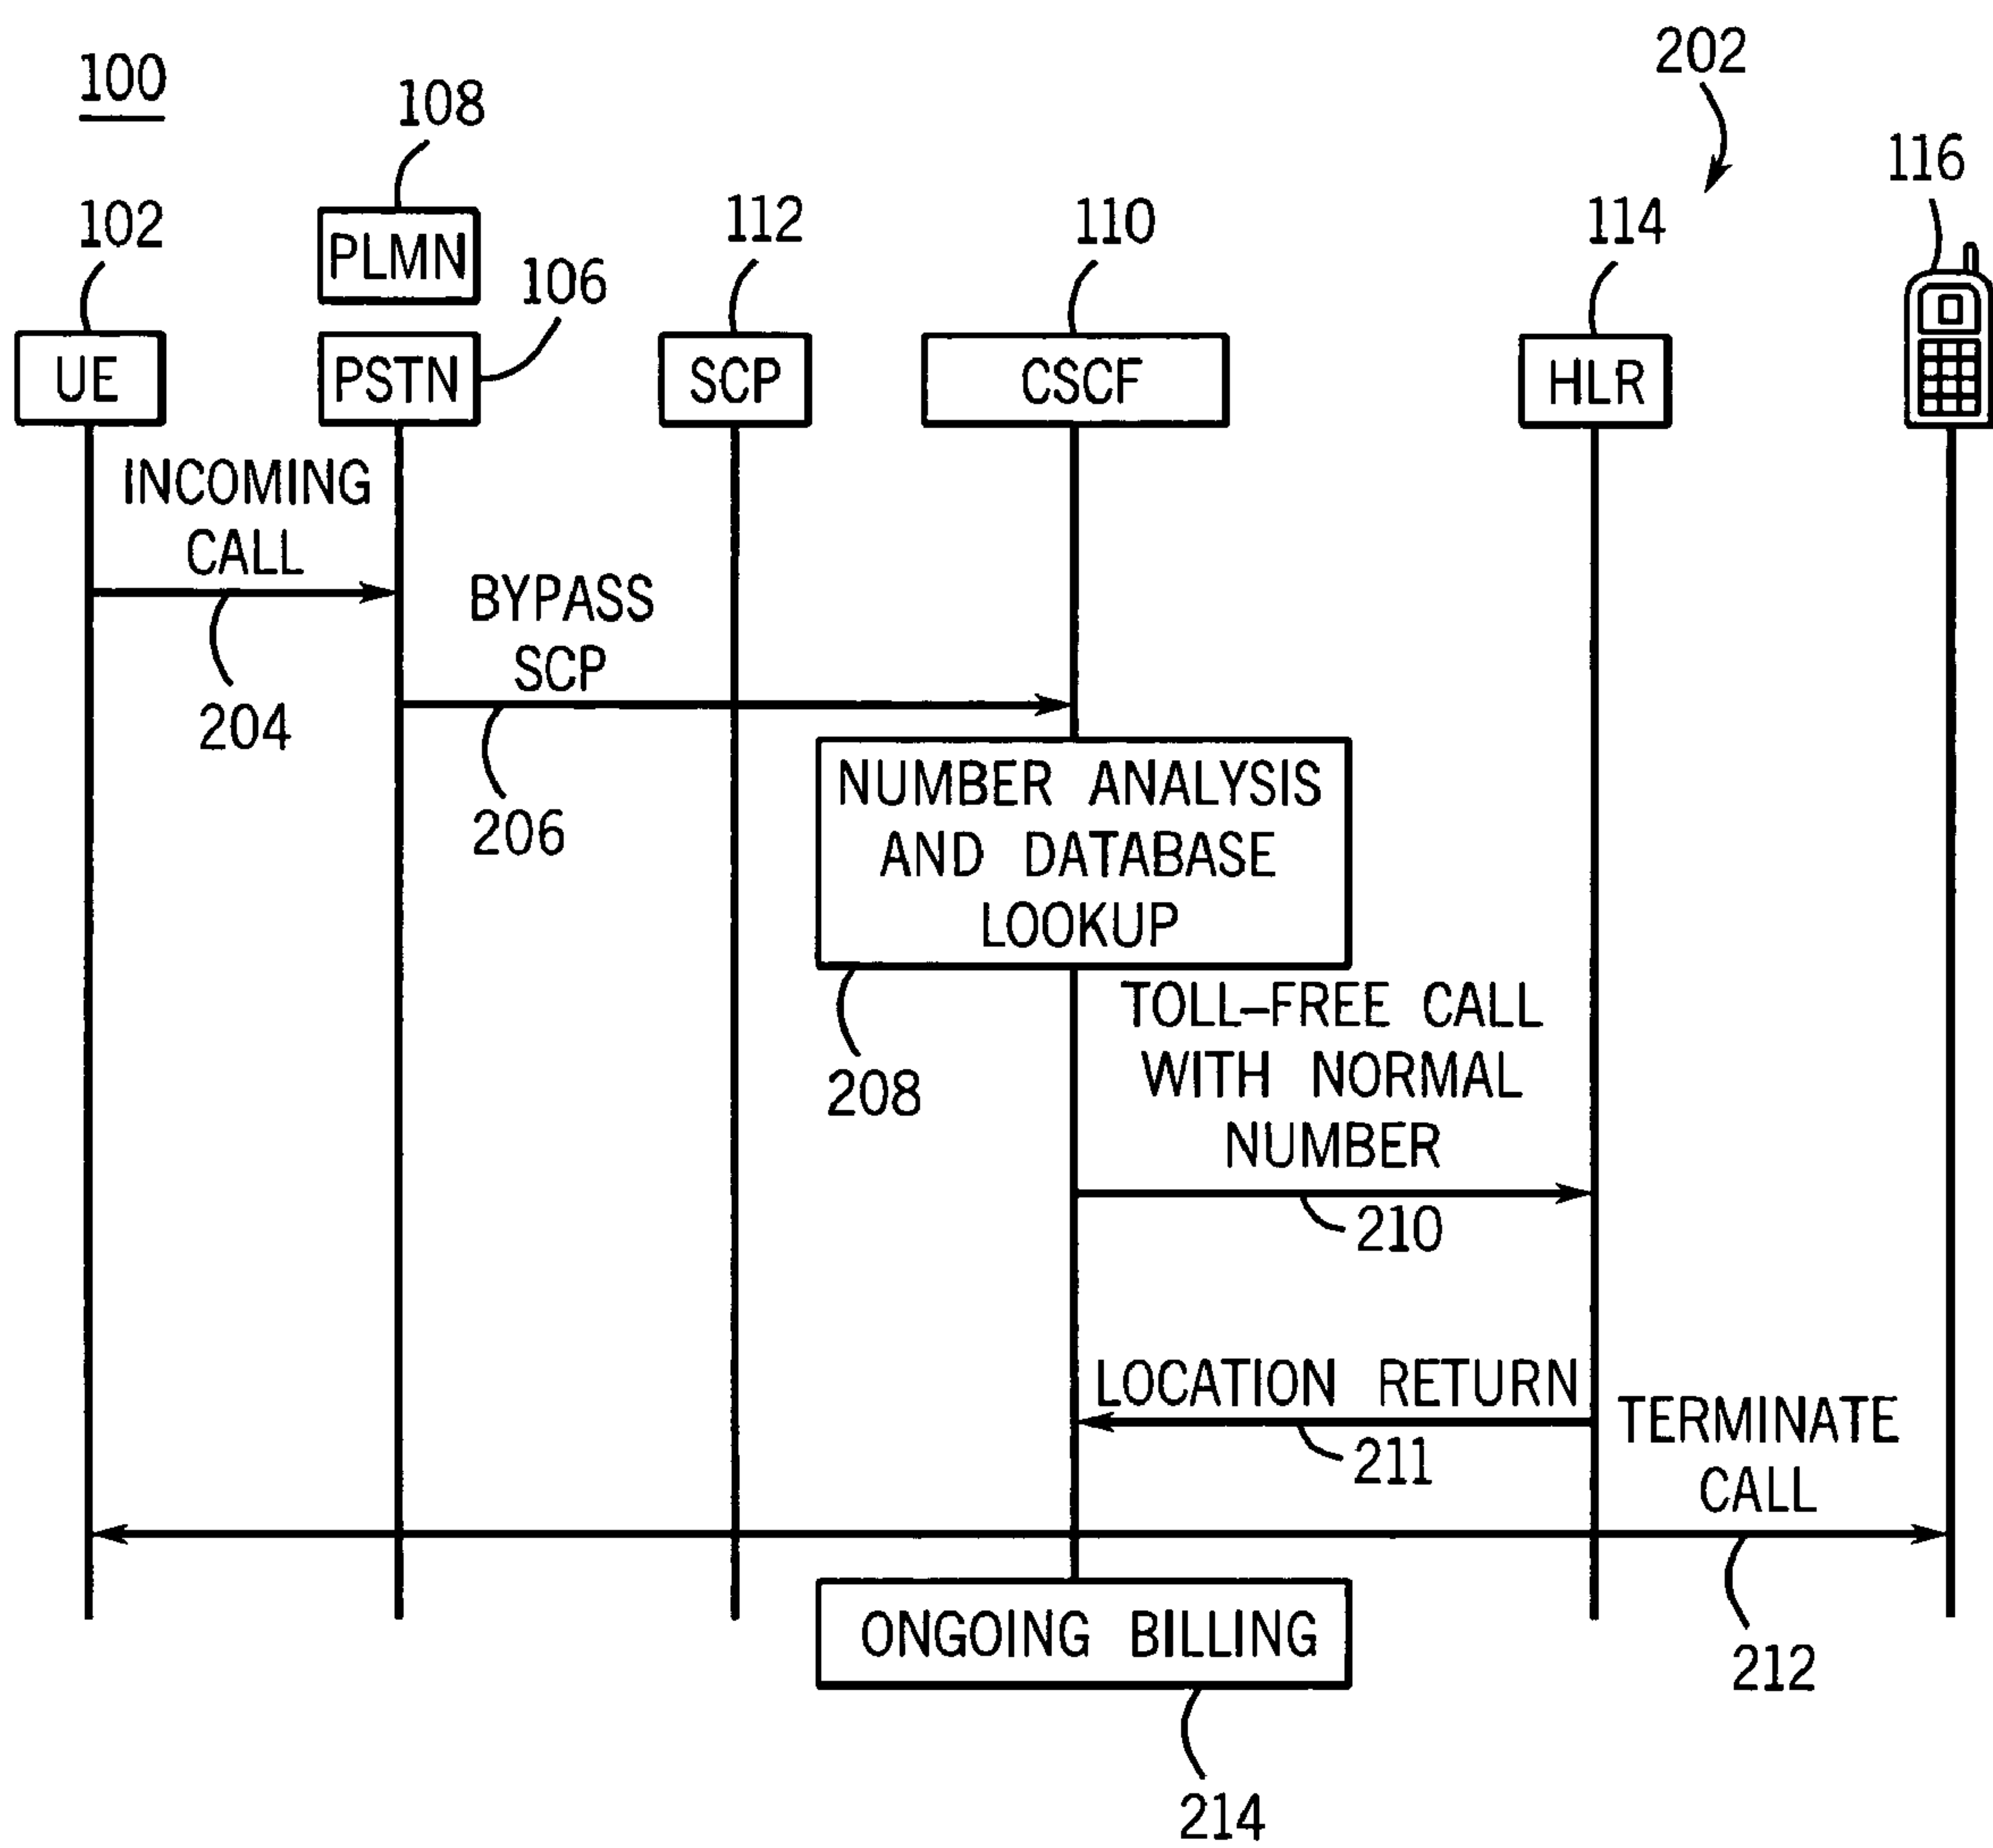 100
202
108
116
102
112
110
114
PLMN
106
UE
PSTN
SCP
CSCF
HLR
INCOMING
CALL
BYPASS
SCP
204
206
NUMBER ANALYSIS
AND DATABASE
LOOKUP
208
TOLL-FREE CALL
WITH NORMAL
NUMBER
210
LOCATION RETURN
211
TERMINATE
CALL
212
ONGOING BILLING
214